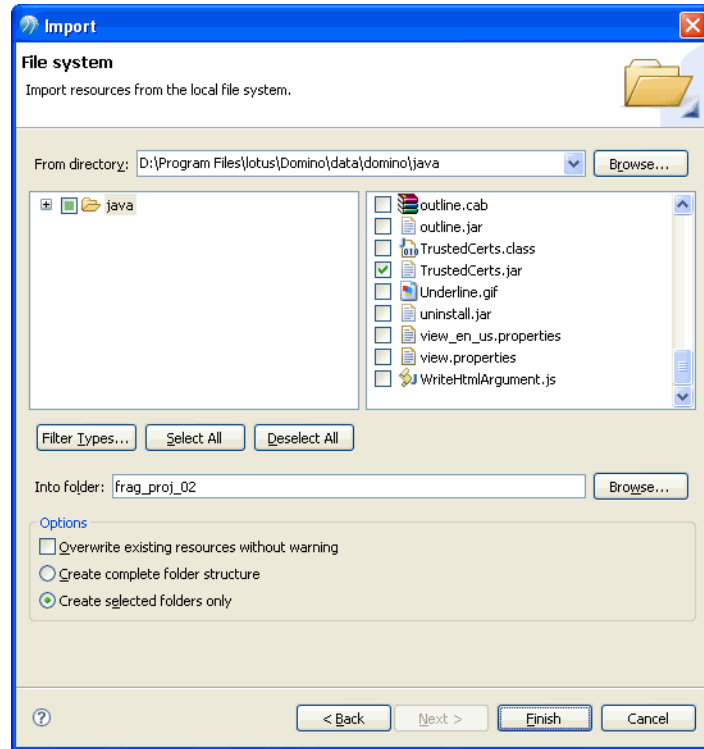 Import
File system
Import resources from the local file system.
From directory: D:\Program Files\lotus\Domino\data\domino\java
Browse...
java
outline.cab
outline.jar
TrustedCerts.class
TrustedCerts.jar
Underline.gif
uninstall.jar
view_en_us.properties
view.properties
WriteHtmlArgument.js
Filter Types... Select All Deselect All
Into folder: frag_proj_02 Browse...
Options
Overwrite existing resources without warning
Create complete folder structure
Create selected folders only
? < Back Next > Finish Cancel